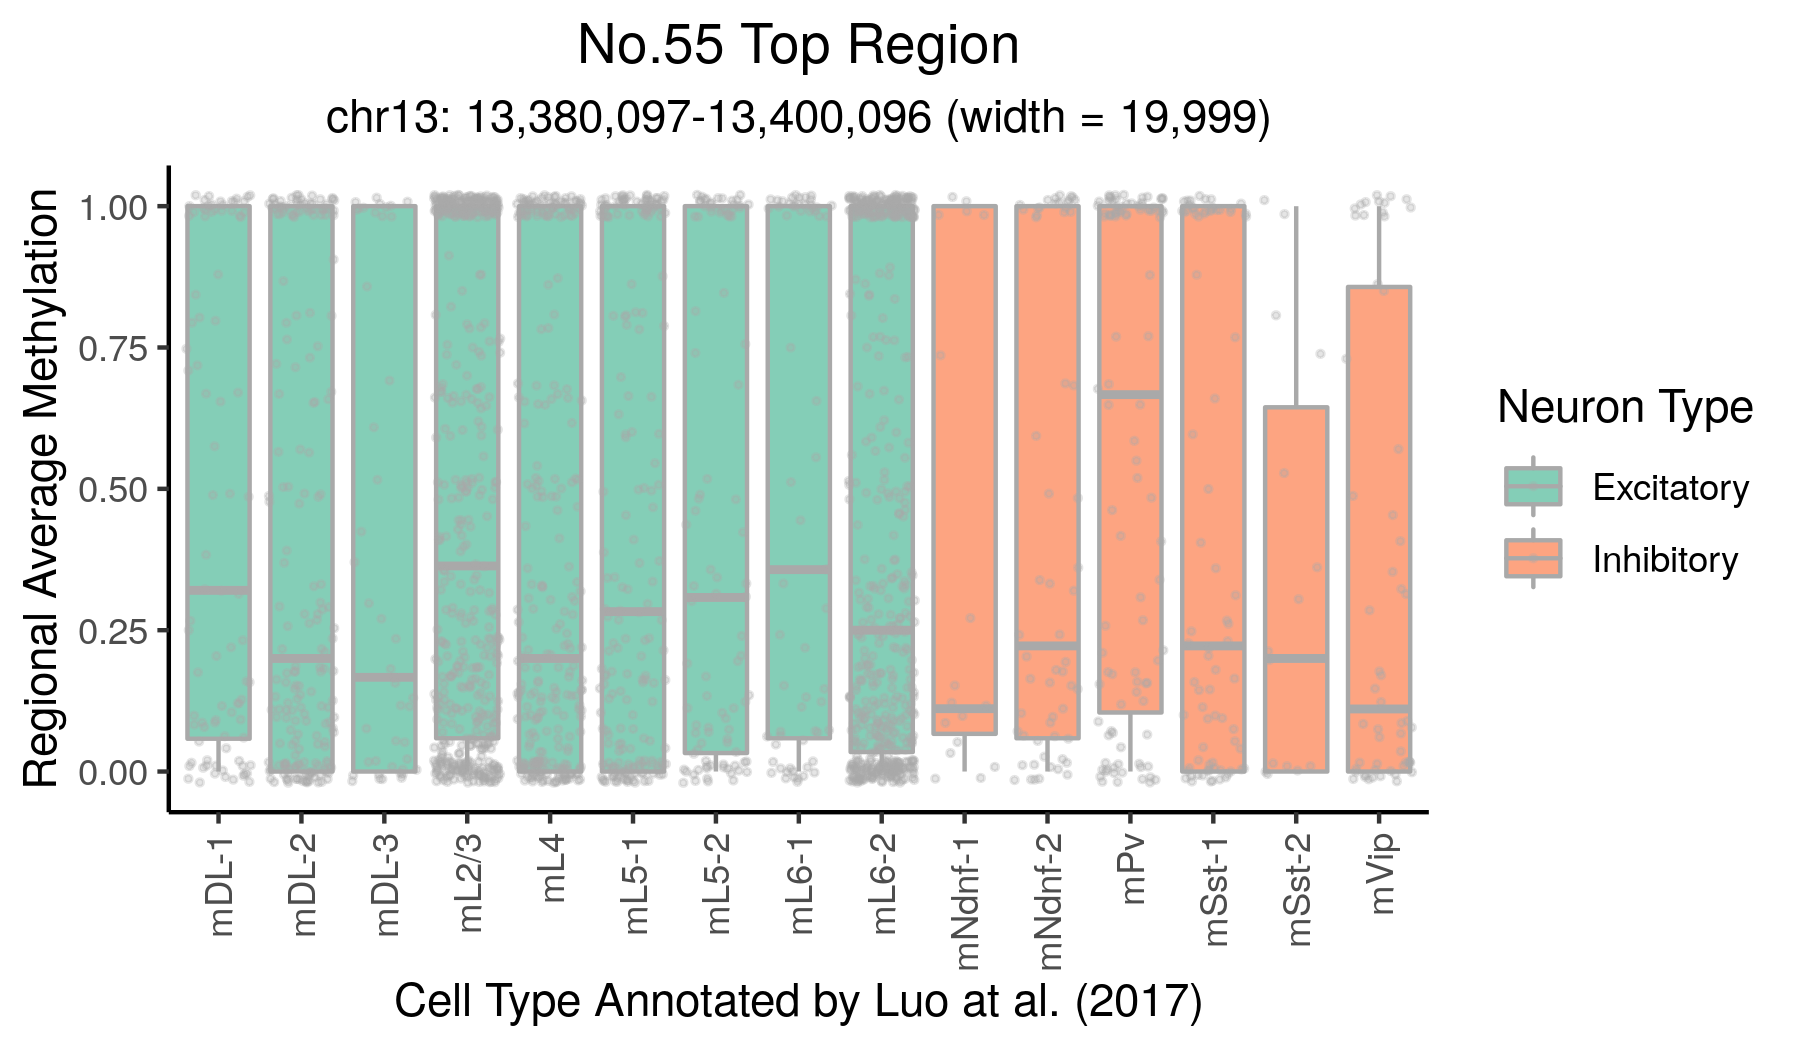 No.55 Top Region
chr13: 13,380,097-13,400,096 (width = 19,999)
Regional Average Methylation
1.00
0.75
0.50
0.25
0.00
mDL-1
mDL-2
mDL-3
mL2/3
mL4
mL5-1
mL5-2
mL6-1
mL6-2
mNdnf-1
mNdnf-2
mPv
mSst-1
mSst-2
mVip
Cell Type Annotated by Luo at al. (2017)
Neuron Type
Excitatory
Inhibitory